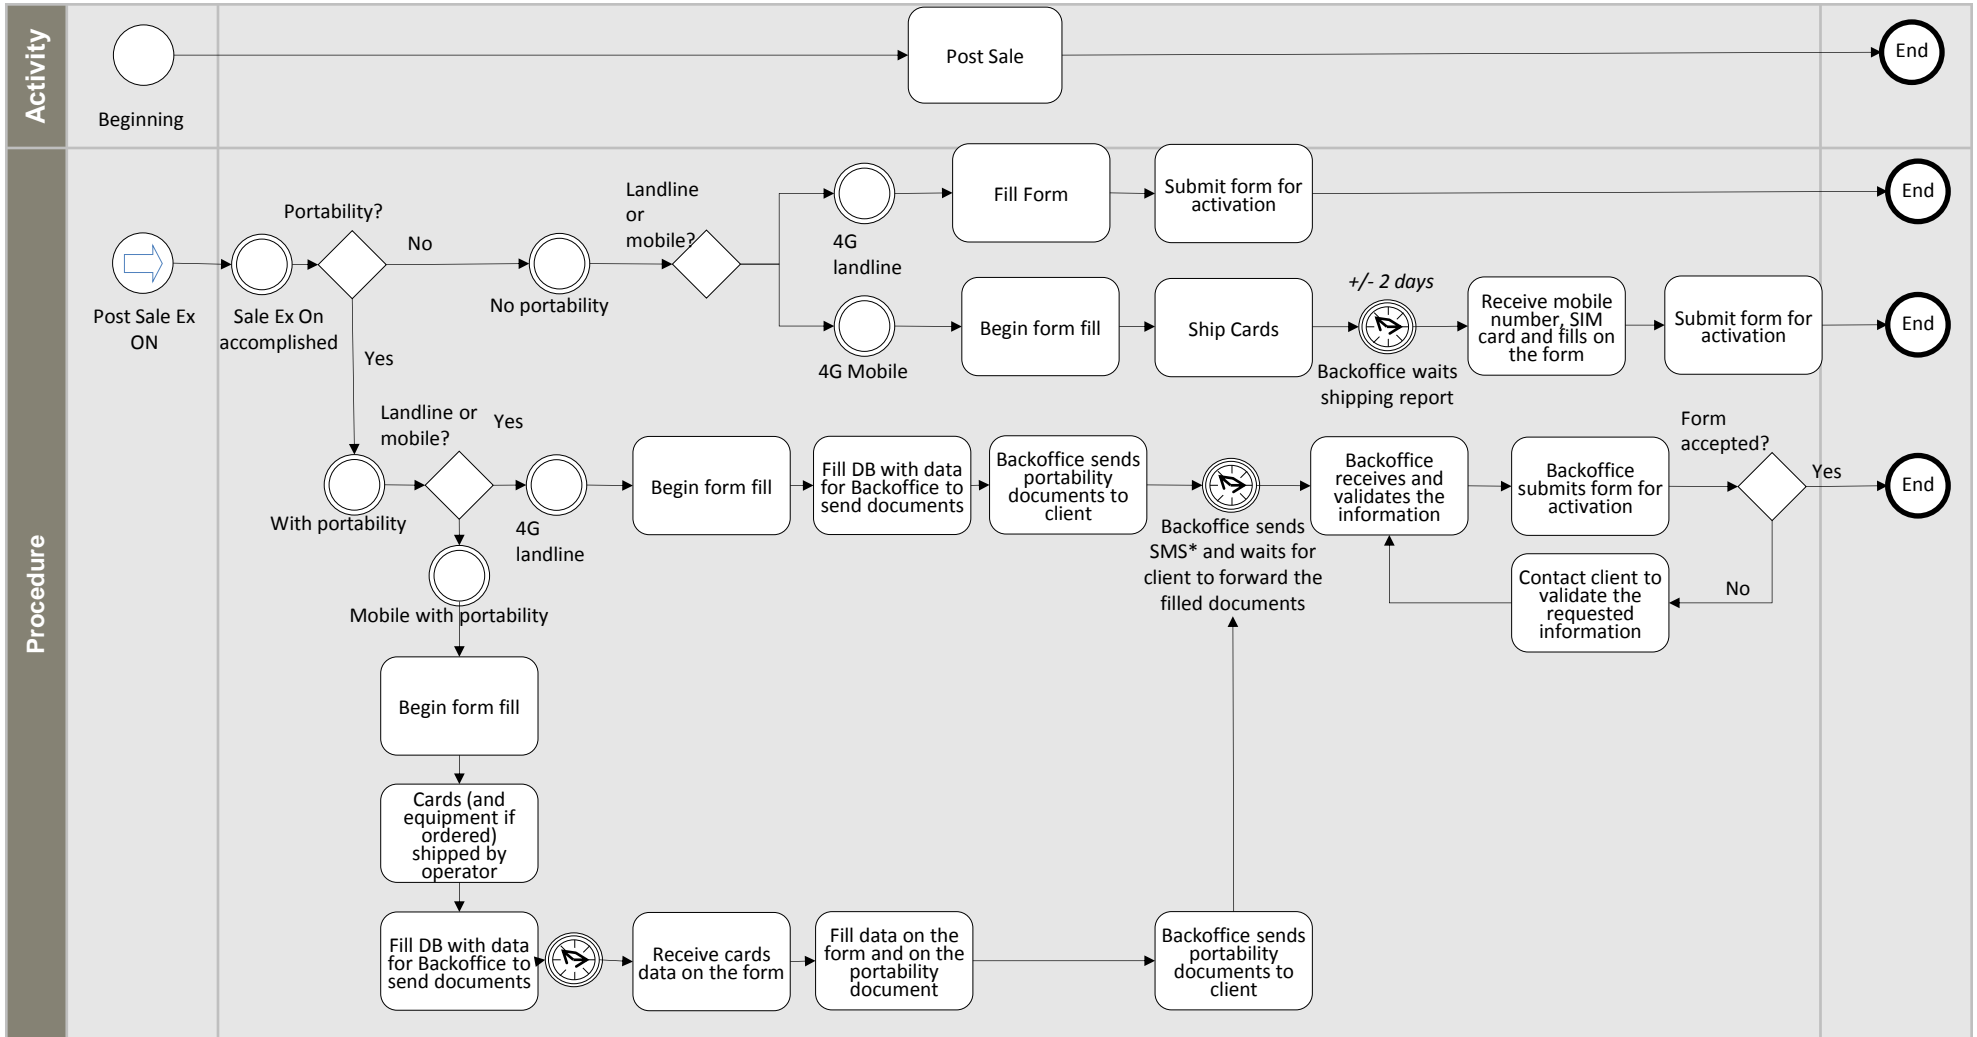 Activity
Beginning
Post Sale
End
Procedure
Post Sale Ex
ON
Sale Ex On
accomplished
Portability?
No
Yes
No portability
Landline
or
mobile?
4G
landline
Fill Form
Submit form for
activation
End
4G Mobile
Begin form fill
Ship Cards
+/- 2 days
Backoffice waits
shipping report
Receive mobile
number, SIM
card and fills on
the form
Submit form for
activation
End
With portability
Landline or
mobile?
Yes
4G
landline
Begin form fill
Fill DB with data
for Backoffice to
send documents
Backoffice sends
portability
documents to
client
Backoffice sends
SMS* and waits for
client to forward the
filled documents
Backoffice
receives and
validates the
information
Backoffice
submits form for
activation
Form
accepted?
Yes
End
No
Contact client to
validate the
requested
information
Mobile with portability
Begin form fill
Cards (and
equipment if
ordered)
shipped by
operator
Fill DB with data
for Backoffice to
send documents
Receive cards
data on the form
Fill data on the
form and on the
portability
document
Backoffice sends
portability
documents to
client